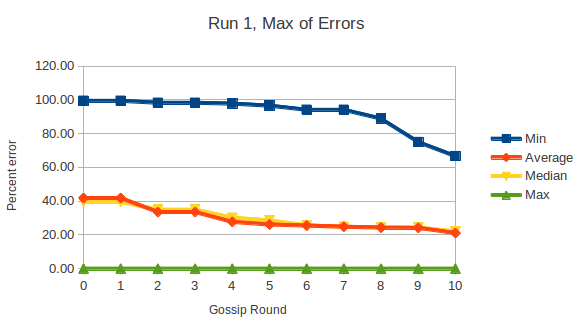 Run 1, Max of Errors
120.00
100.00
80.00
60.00
40.00
20.00
0.00
Percent error
0 1 2 3 4 5 6 7 8 9 10
Gossip Round
Min
Average
Median
Max